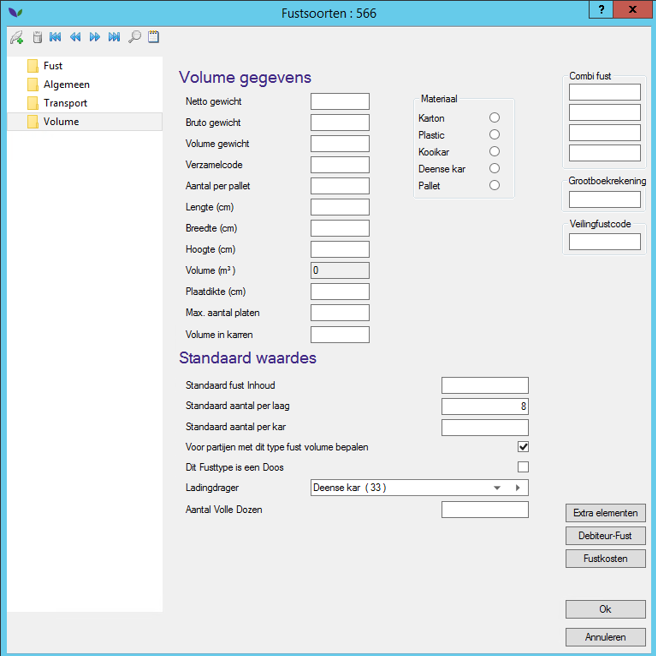 Fustsoorten : 566
? x
Fust
Algemeen
Transport
Volume
Volume gegevens
Netto gewicht
Bruto gewicht
Volume gewicht
Verzamelcode
Aantal per pallet
Lengte (cm)
Breedte (cm)
Hoogte (cm)
Volume (m³ ) 0
Plaatdikte (cm)
Max. aantal platen
Volume in karren
Materiaal
Karton
Plastic
Kooikar
Deense kar
Pallet
Combi fust
Grootboekrekening
Veilingfustcode
Standaard waardes
Standaard fust Inhoud
Standaard aantal per laag 8
Standaard aantal per kar
Voor partijen met dit type fust volume bepalen
Dit Fusttype is een Doos
Ladingdrager Deense kar ( 33 )
Aantal Volle Dozen
Extra elementen
Debiteur-Fust
Fustkosten
Ok
Annuleren